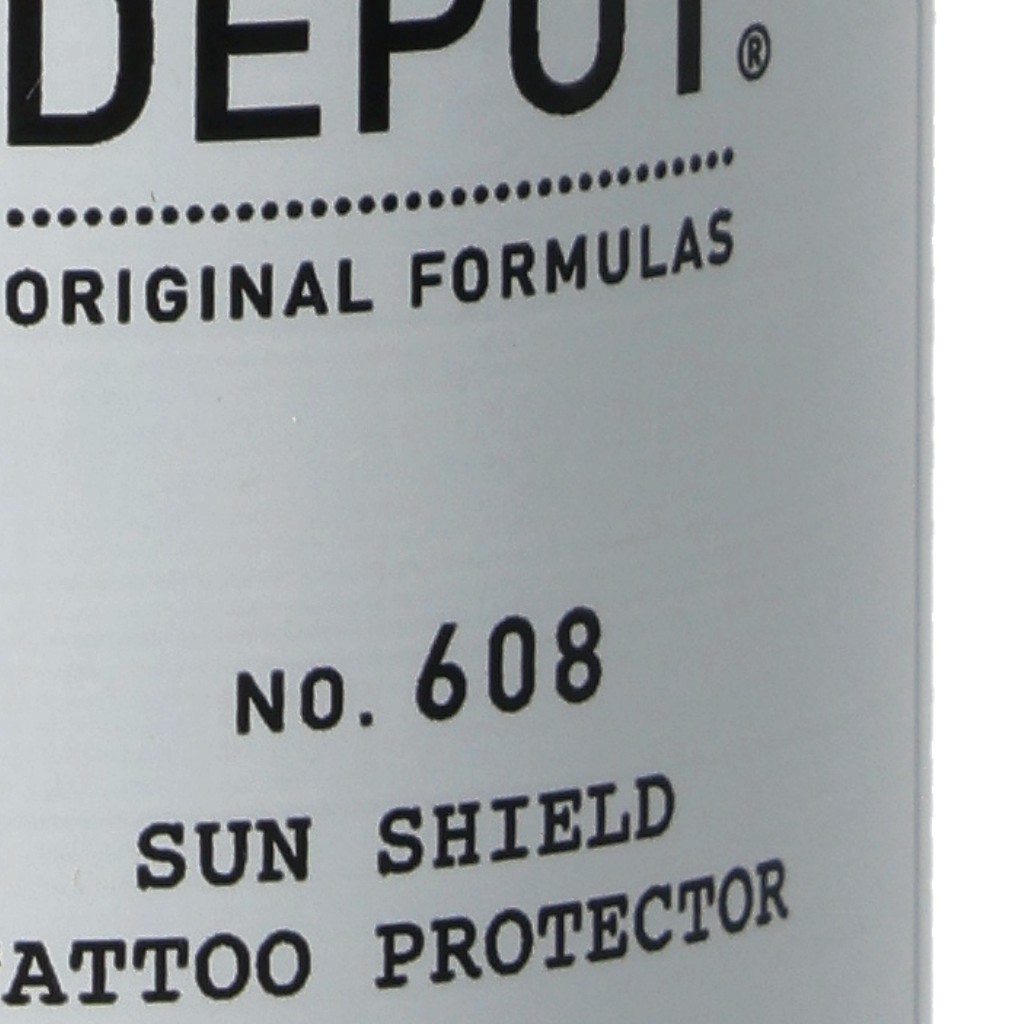 DEPOT®
ORIGINAL FORMULAS
NO. 608
SUN SHIELD
TATTOO PROTECTOR